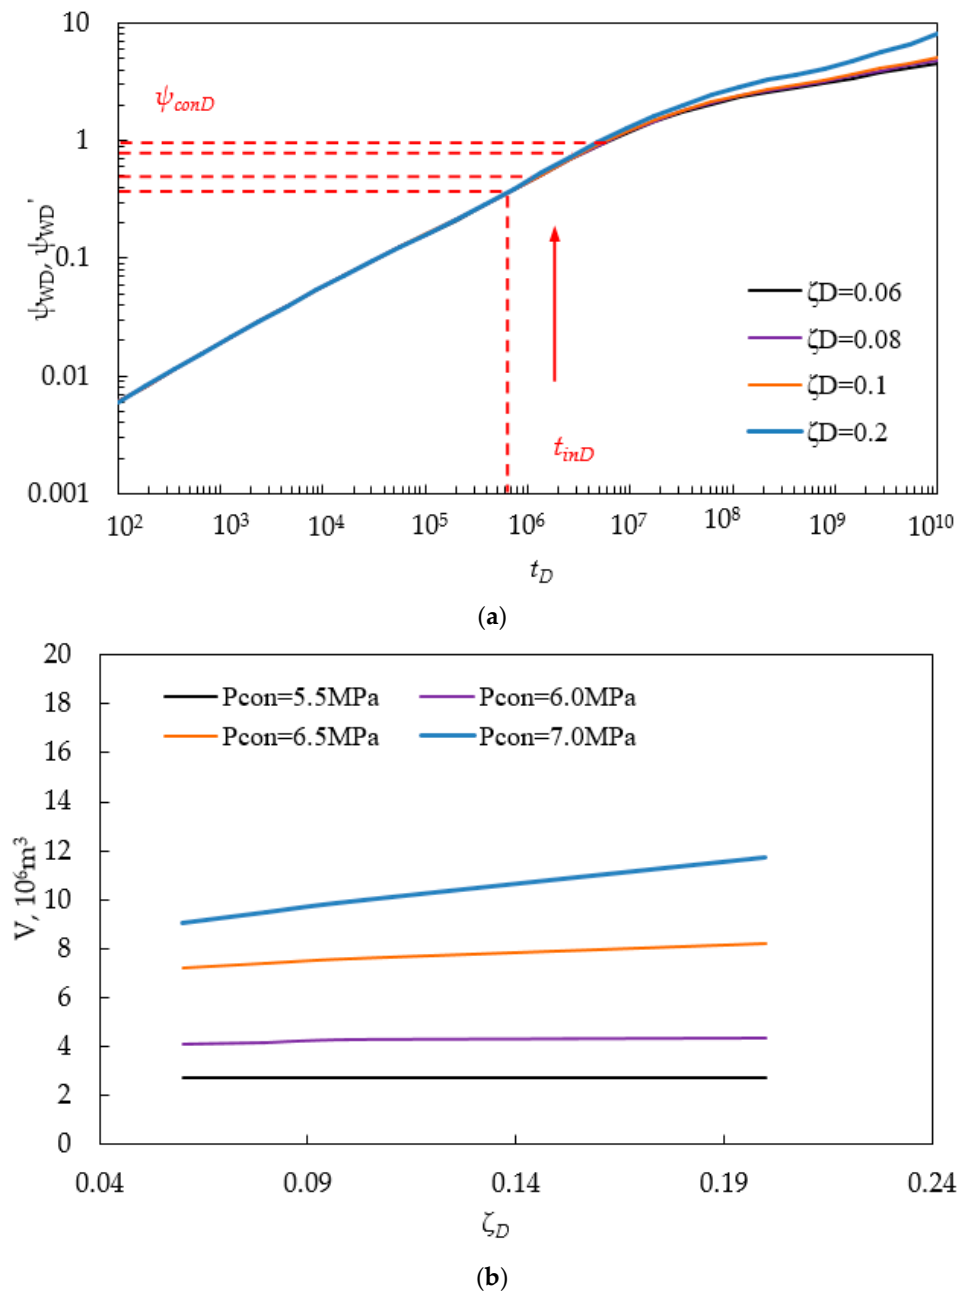 10
ψconD
1
ψWD, ψWD'
0.1
ζD=0.06
ζD=0.08
0.01
ζD=0.1
ζD=0.2
tinD
0.001
10² 10³ 10⁴ 10⁵ 10⁶ 10⁷ 10⁸ 10⁹ 10¹⁰
tD
(a)
20
Pcon=5.5MPa Pcon=6.0MPa
18
Pcon=6.5MPa Pcon=7.0MPa
16
14
12
V, 10⁶m³
10
8
6
4
2
0
0.04 0.09 0.14 0.19 0.24
ζD
(b)